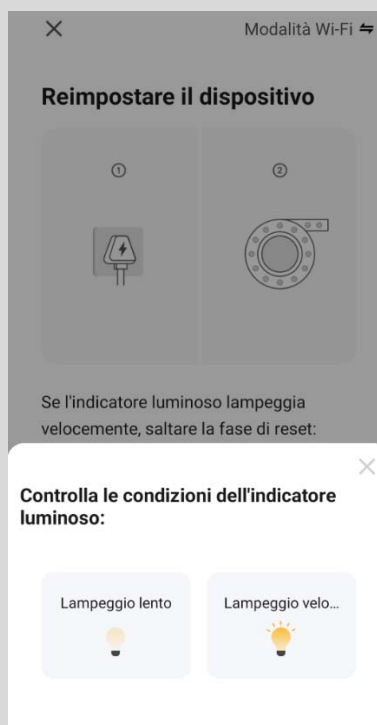 Modalità Wi-Fi ⇋
Reimpostare il dispositivo
① ②
Se l'indicatore luminoso lampeggia
velocemente, saltare la fase di reset:
Controlla le condizioni dell'indicatore
luminoso:
Lampeggio lento
Lampeggio velo...